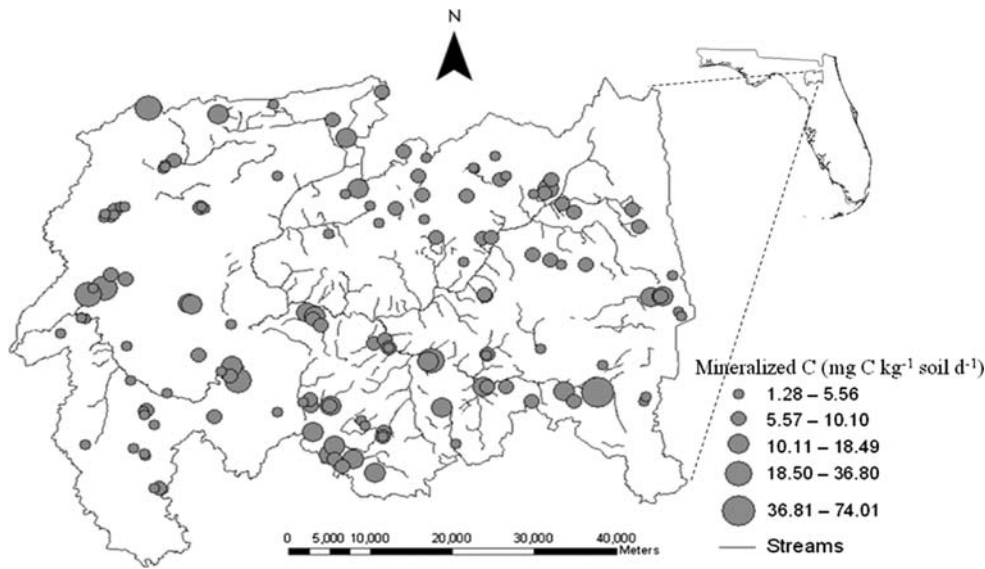 N
Mineralized C (mg C kg⁻¹ soil d⁻¹)
1.28 – 5.56
5.57 – 10.10
10.11 – 18.49
18.50 – 36.80
36.81 – 74.01
Streams
0 5,000 10,000 20,000 30,000 40,000
Meters